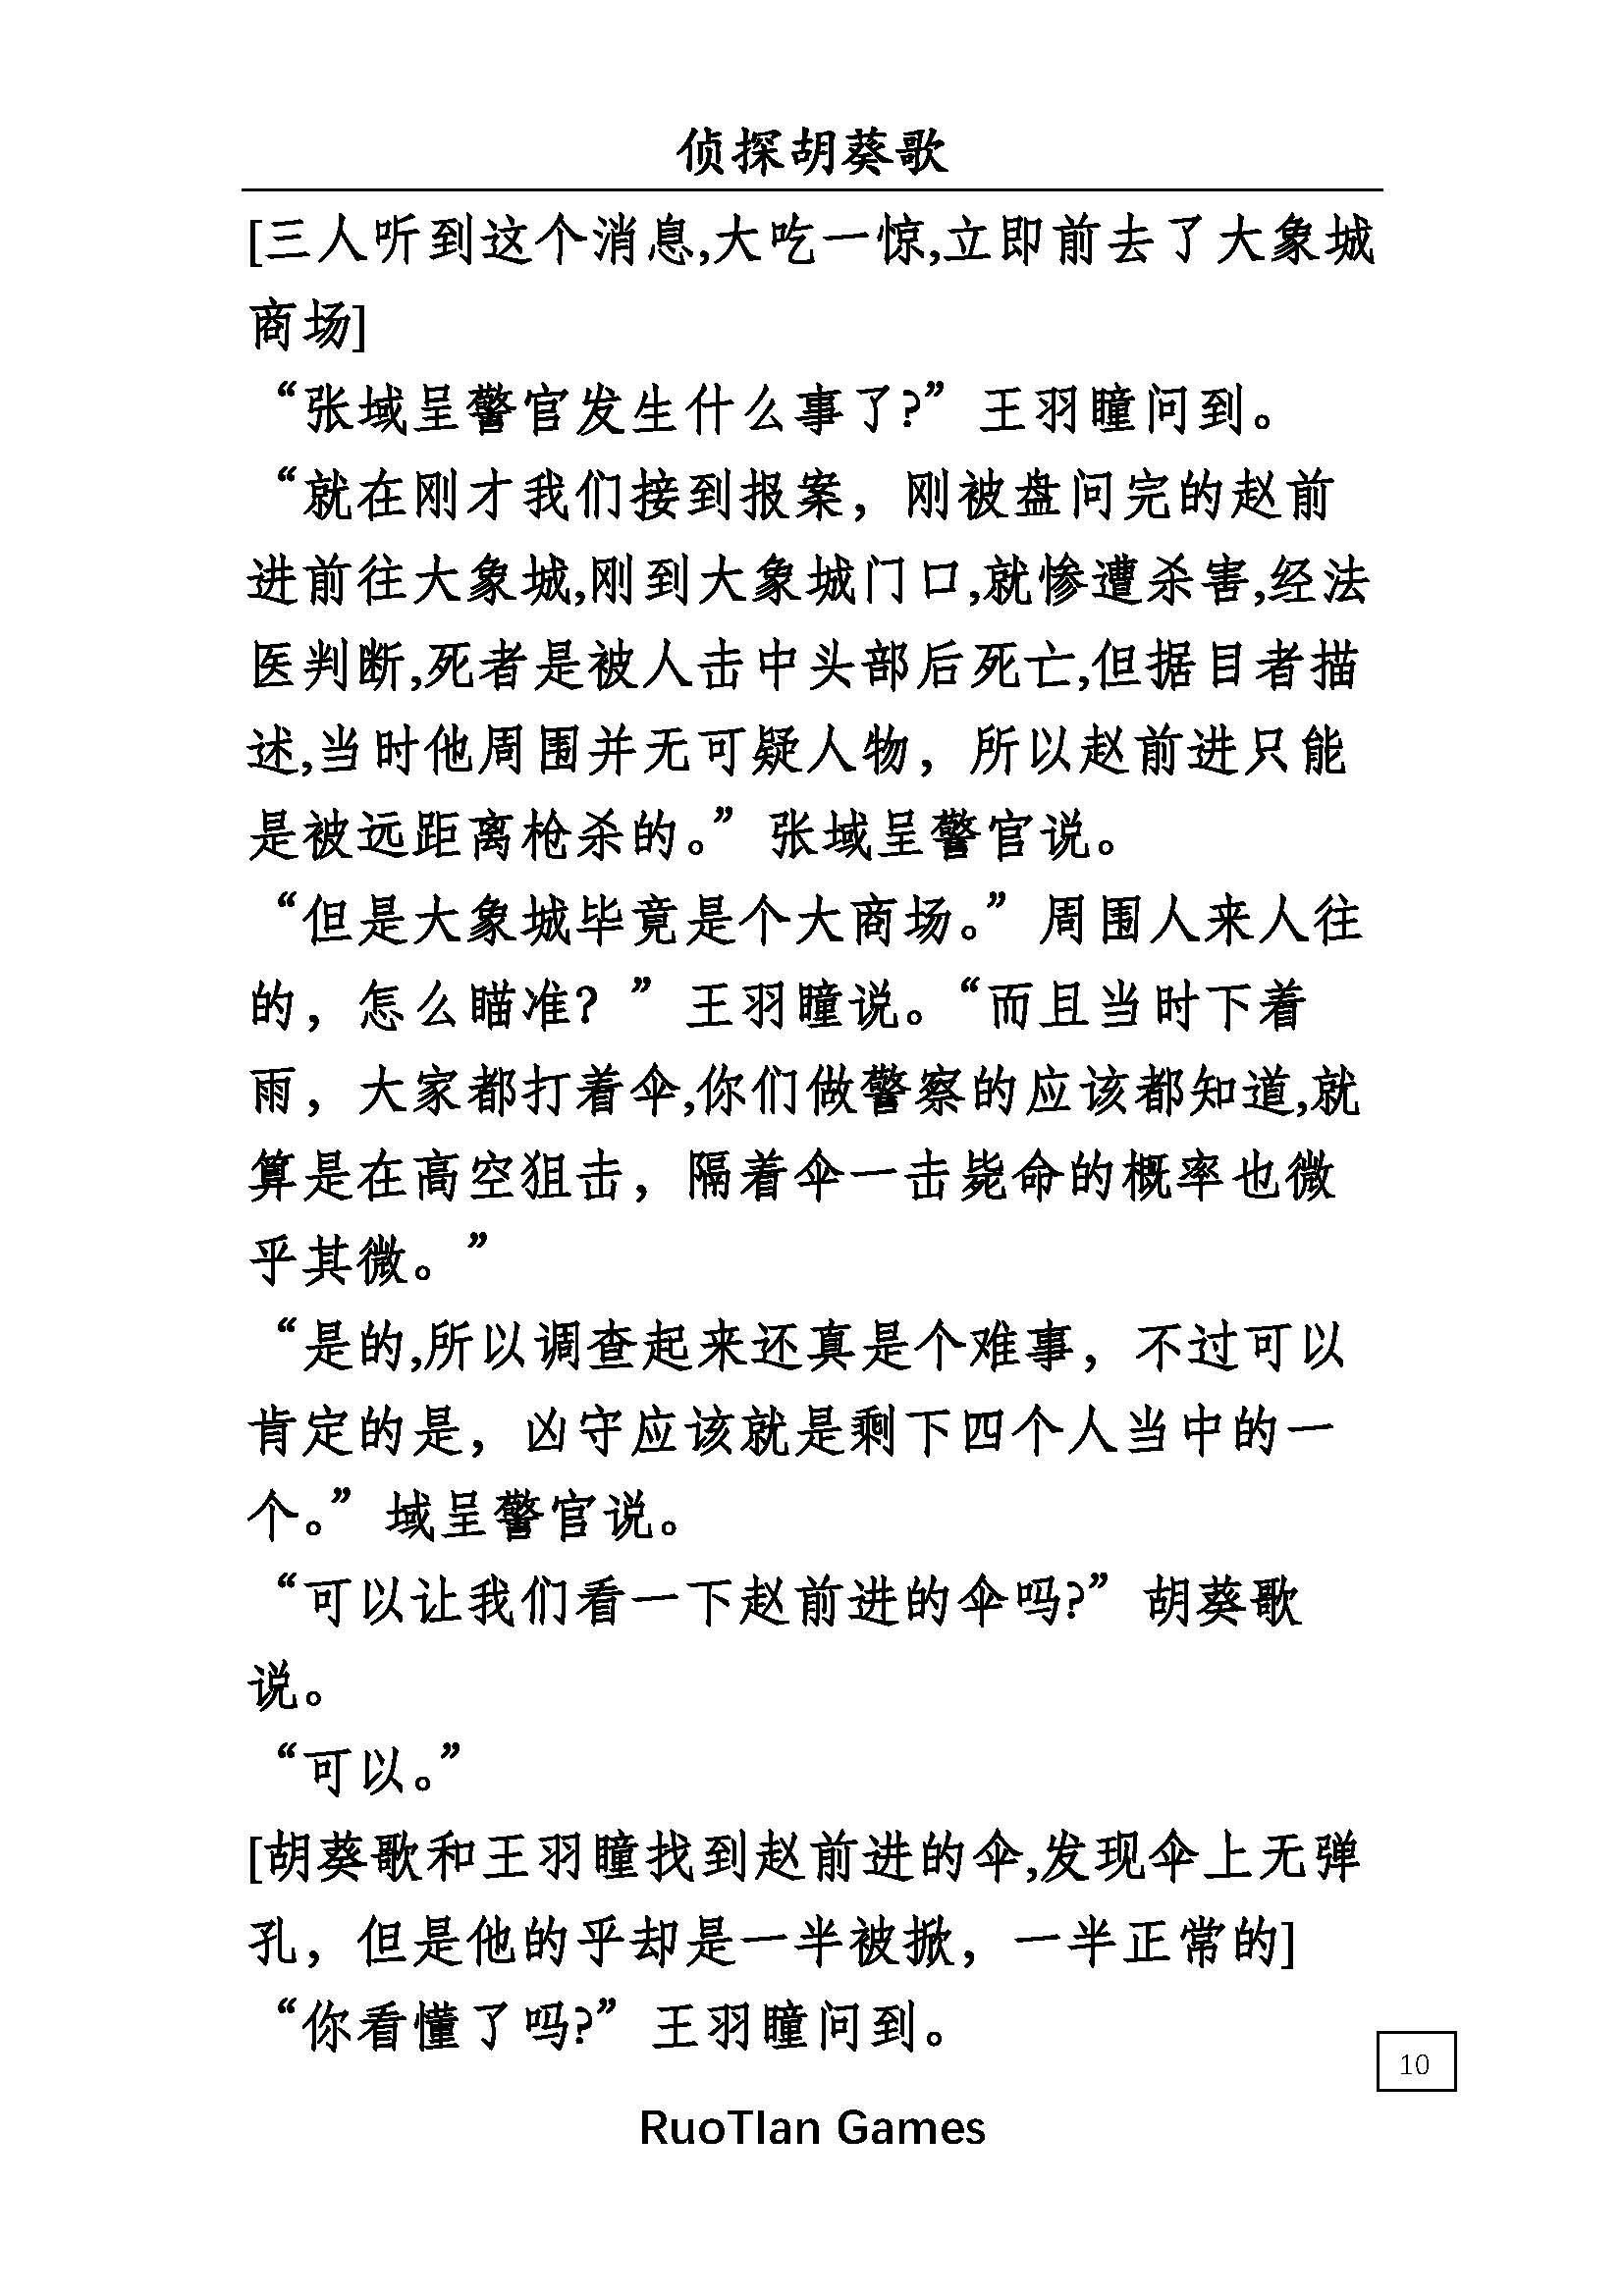 侦探胡葵歌
[三人听到这个消息,大吃一惊,立即前去了大象城
商场]
“张域呈警官发生什么事了?”王羽瞳问到。
“就在刚才我们接到报案，刚被盘问完的赵前
进前往大象城,刚到大象城门口,就惨遭杀害,经法
医判断,死者是被人击中头部后死亡,但据目者描
述,当时他周围并无可疑人物，所以赵前进只能
是被远距离枪杀的。”张域呈警官说。
“但是大象城毕竟是个大商场。”周围人来人往
的，怎么瞄准？”王羽瞳说。“而且当时下着
雨，大家都打着伞,你们做警察的应该都知道,就
算是在高空狙击，隔着伞一击毙命的概率也微
乎其微。”
“是的,所以调查起来还真是个难事，不过可以
肯定的是，凶守应该就是剩下四个人当中的一
个。”域呈警官说。
“可以让我们看一下赵前进的伞吗?”胡葵歌
说。
“可以。”
[胡葵歌和王羽瞳找到赵前进的伞,发现伞上无弹
孔，但是他的乎却是一半被掀，一半正常的]
“你看懂了吗?”王羽瞳问到。
10
RuoTIan Games